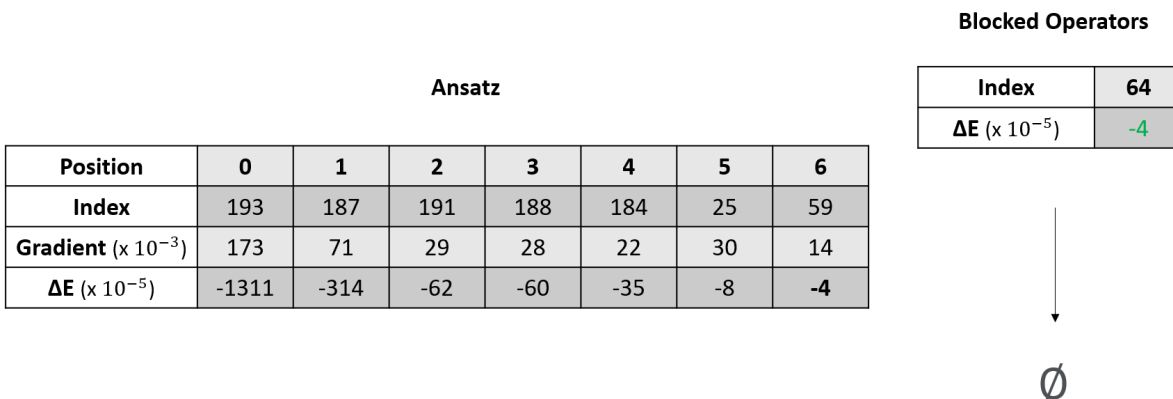 Blocked Operators
Index 64
ΔE (x 10⁻⁵) -4
Ansatz
Position 0 1 2 3 4 5 6
Index 193 187 191 188 184 25 59
Gradient (x 10⁻³) 173 71 29 28 22 30 14
ΔE (x 10⁻⁵) -1311 -314 -62 -60 -35 -8 -4
∅